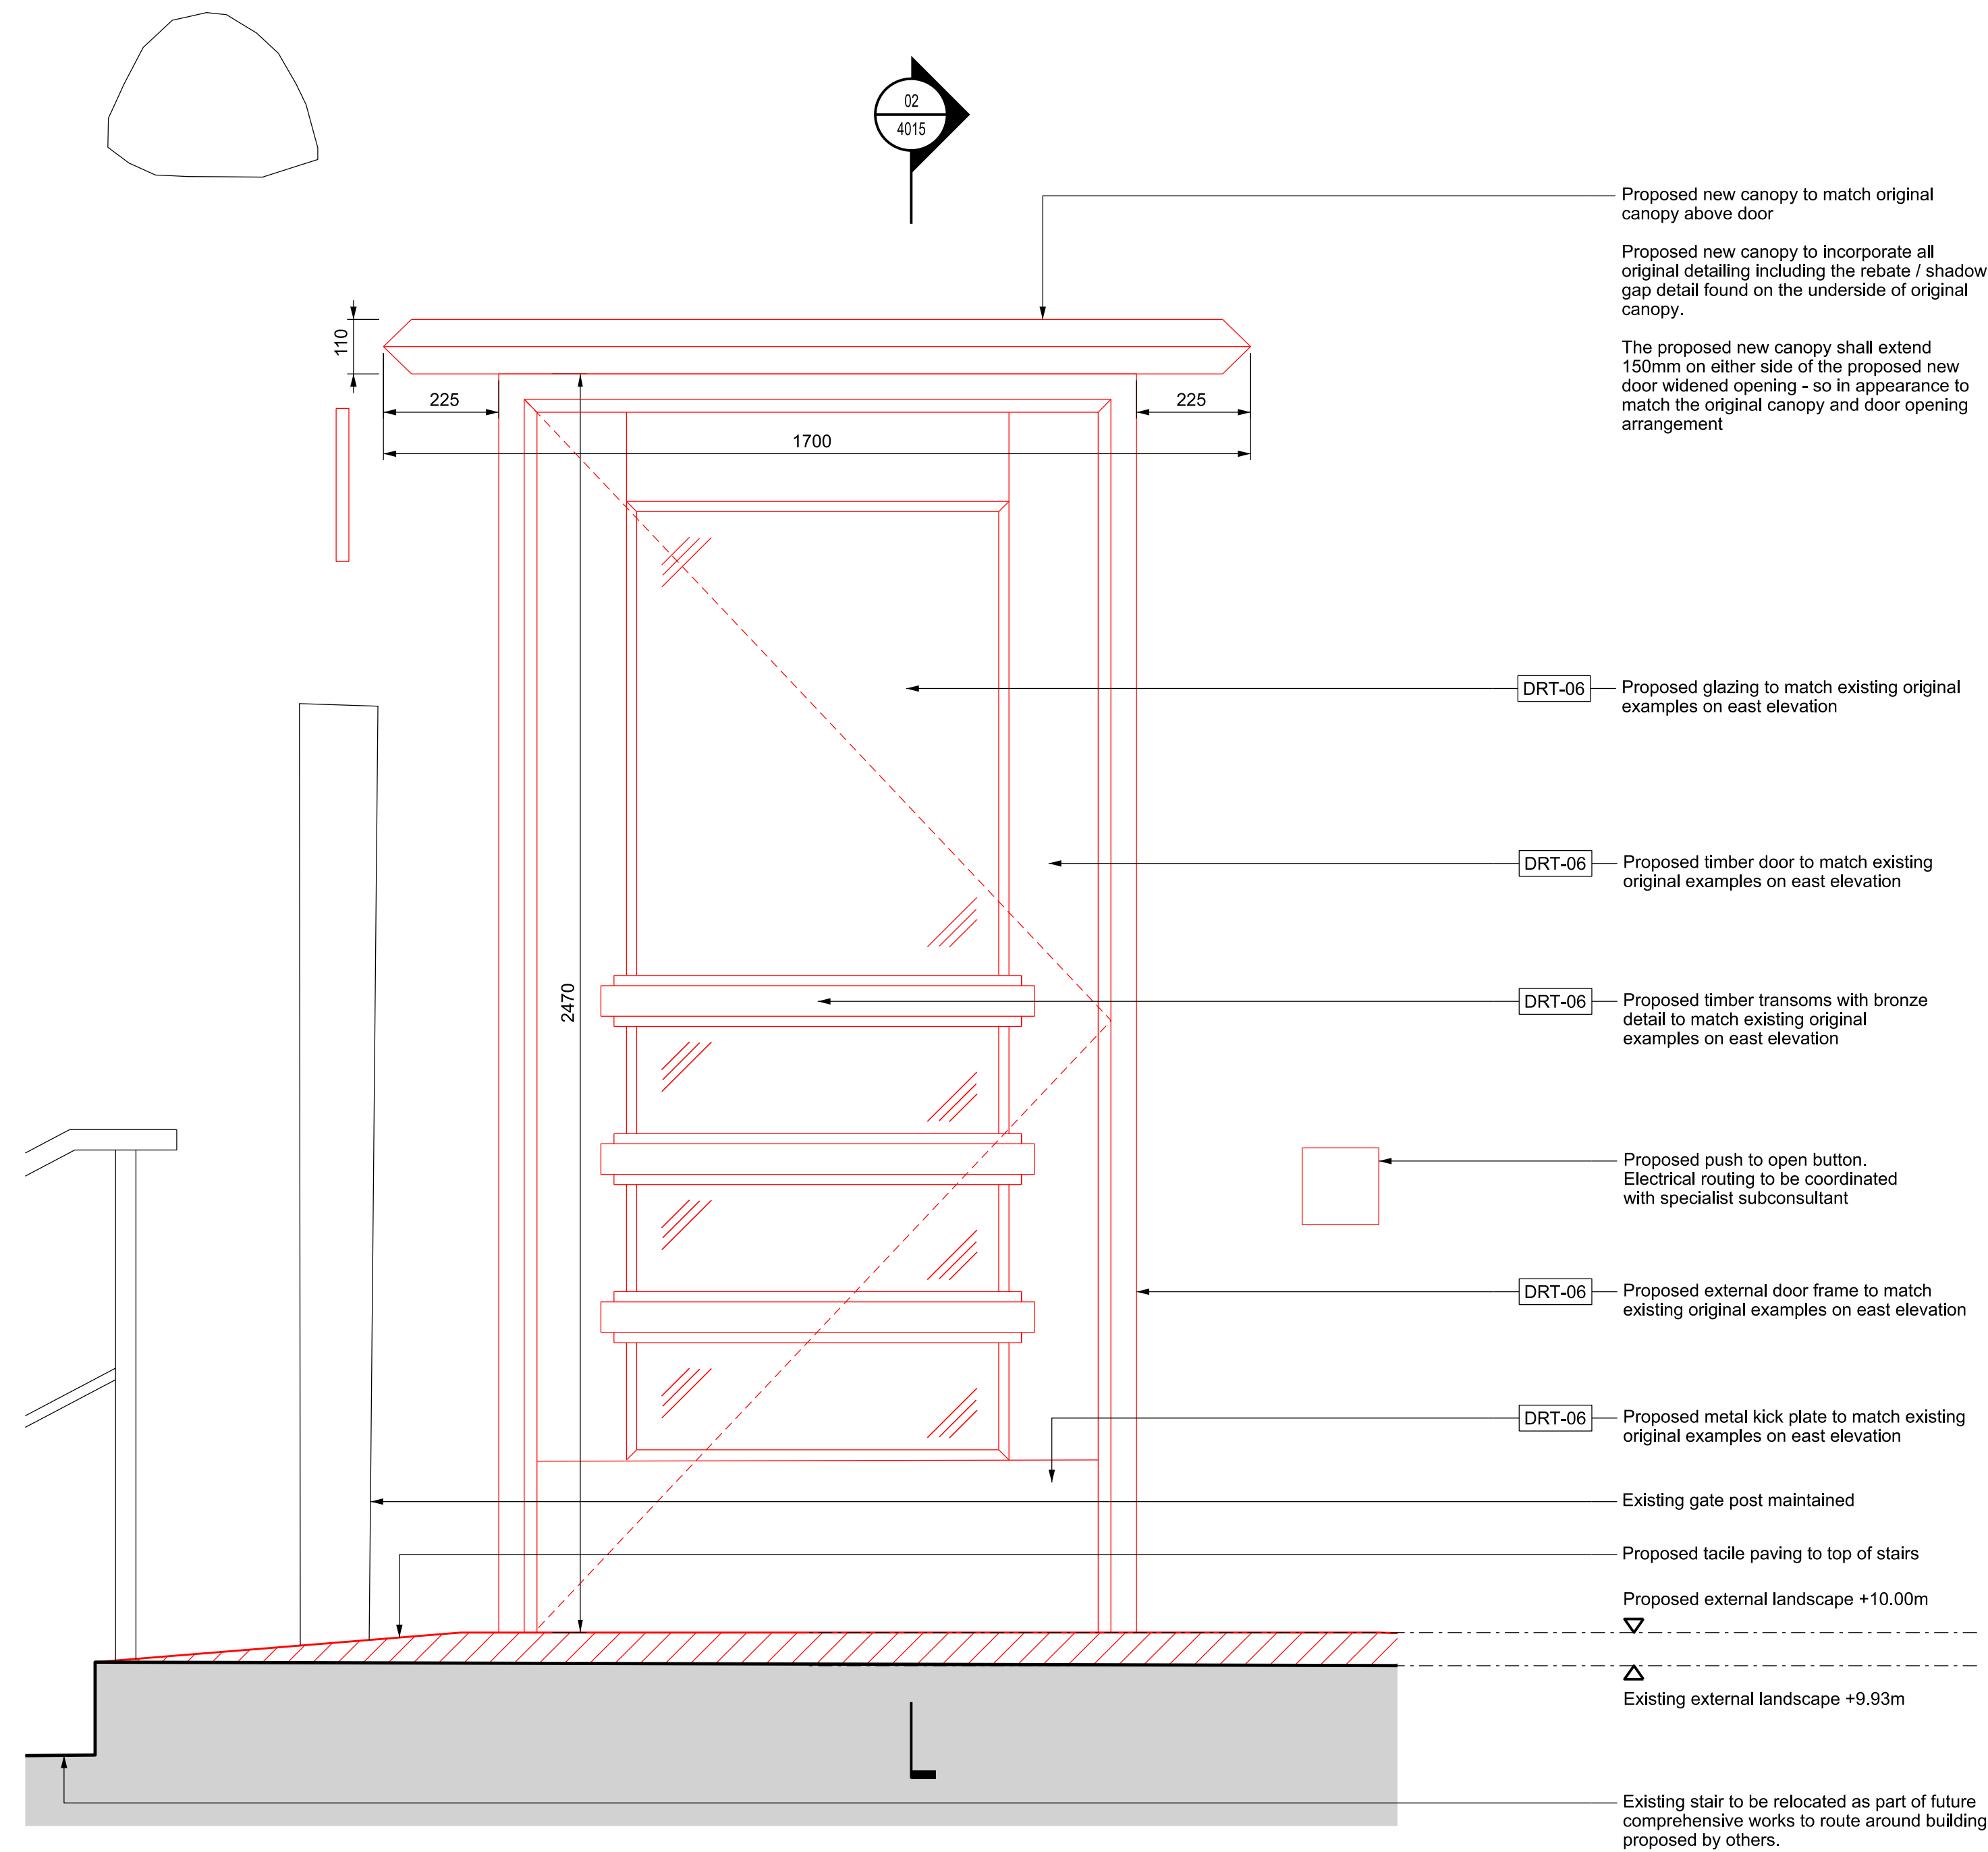 02
4015
Proposed new canopy to match original
canopy above door
Proposed new canopy to incorporate all
original detailing including the rebate / shadow
gap detail found on the underside of original
canopy.
The proposed new canopy shall extend
150mm on either side of the proposed new
door widened opening - so in appearance to
match the original canopy and door opening
arrangement
110
225
225
1700
DRT-06
Proposed glazing to match existing original
examples on east elevation
DRT-06
Proposed timber door to match existing
original examples on east elevation
2470
DRT-06
Proposed timber transoms with bronze
detail to match existing original
examples on east elevation
Proposed push to open button.
Electrical routing to be coordinated
with specialist subconsultant
DRT-06
Proposed external door frame to match
existing original examples on east elevation
DRT-06
Proposed metal kick plate to match existing
original examples on east elevation
Existing gate post maintained
Proposed tacile paving to top of stairs
Proposed external landscape +10.00m
Existing external landscape +9.93m
Existing stair to be relocated as part of future
comprehensive works to route around building
proposed by others.